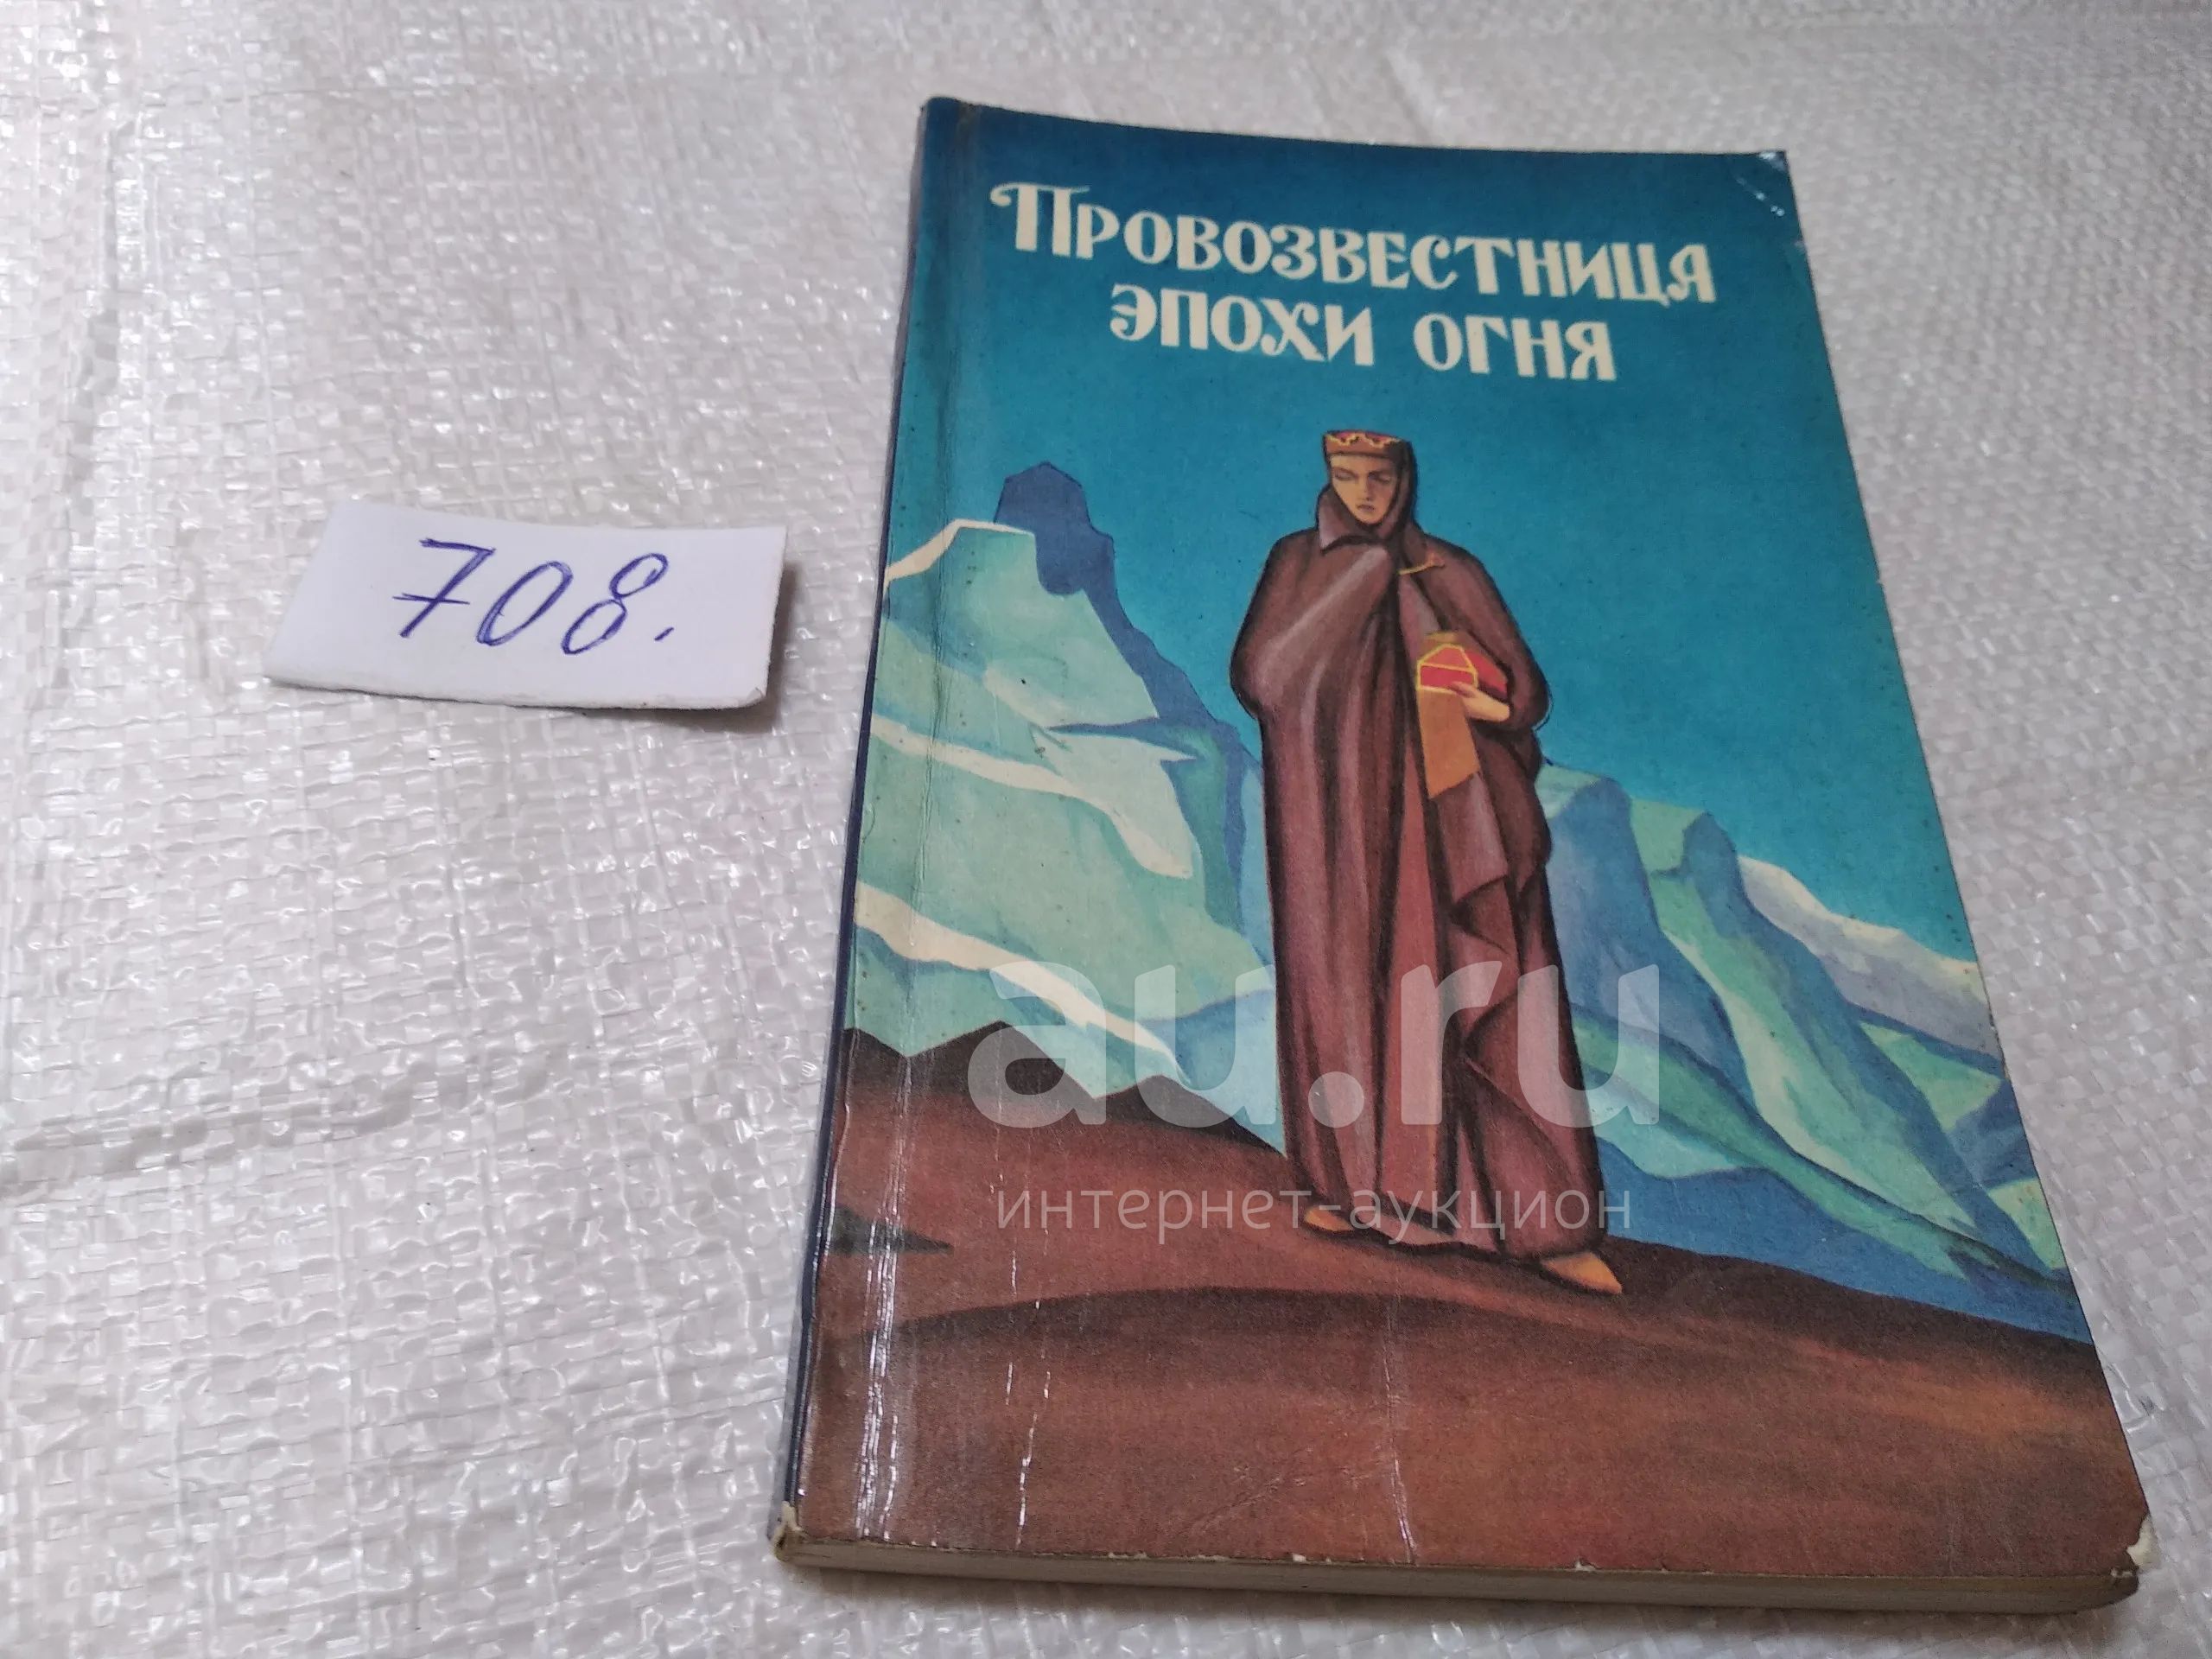 Провозвестница
эпохи огня
708.
au.ru
интернет-аукцион